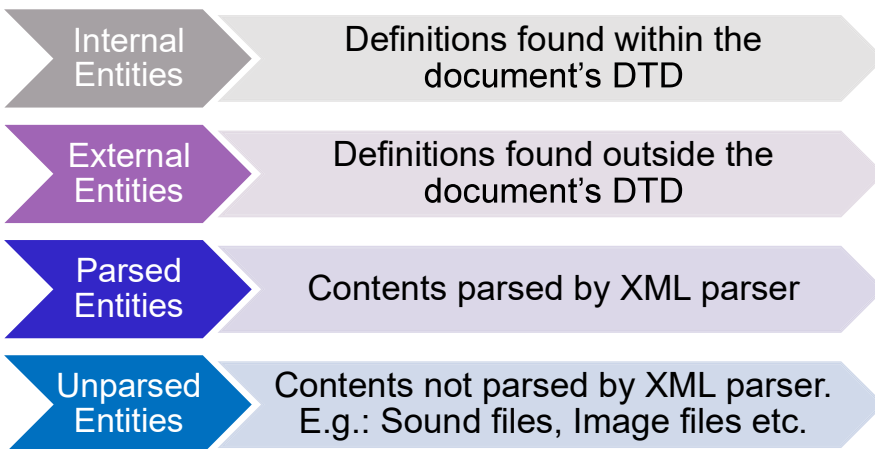 Internal
Entities
Definitions found within the
document’s DTD
External
Entities
Definitions found outside the
document’s DTD
Parsed
Entities
Contents parsed by XML parser
Unparsed
Entities
Contents not parsed by XML parser.
E.g.: Sound files, Image files etc.